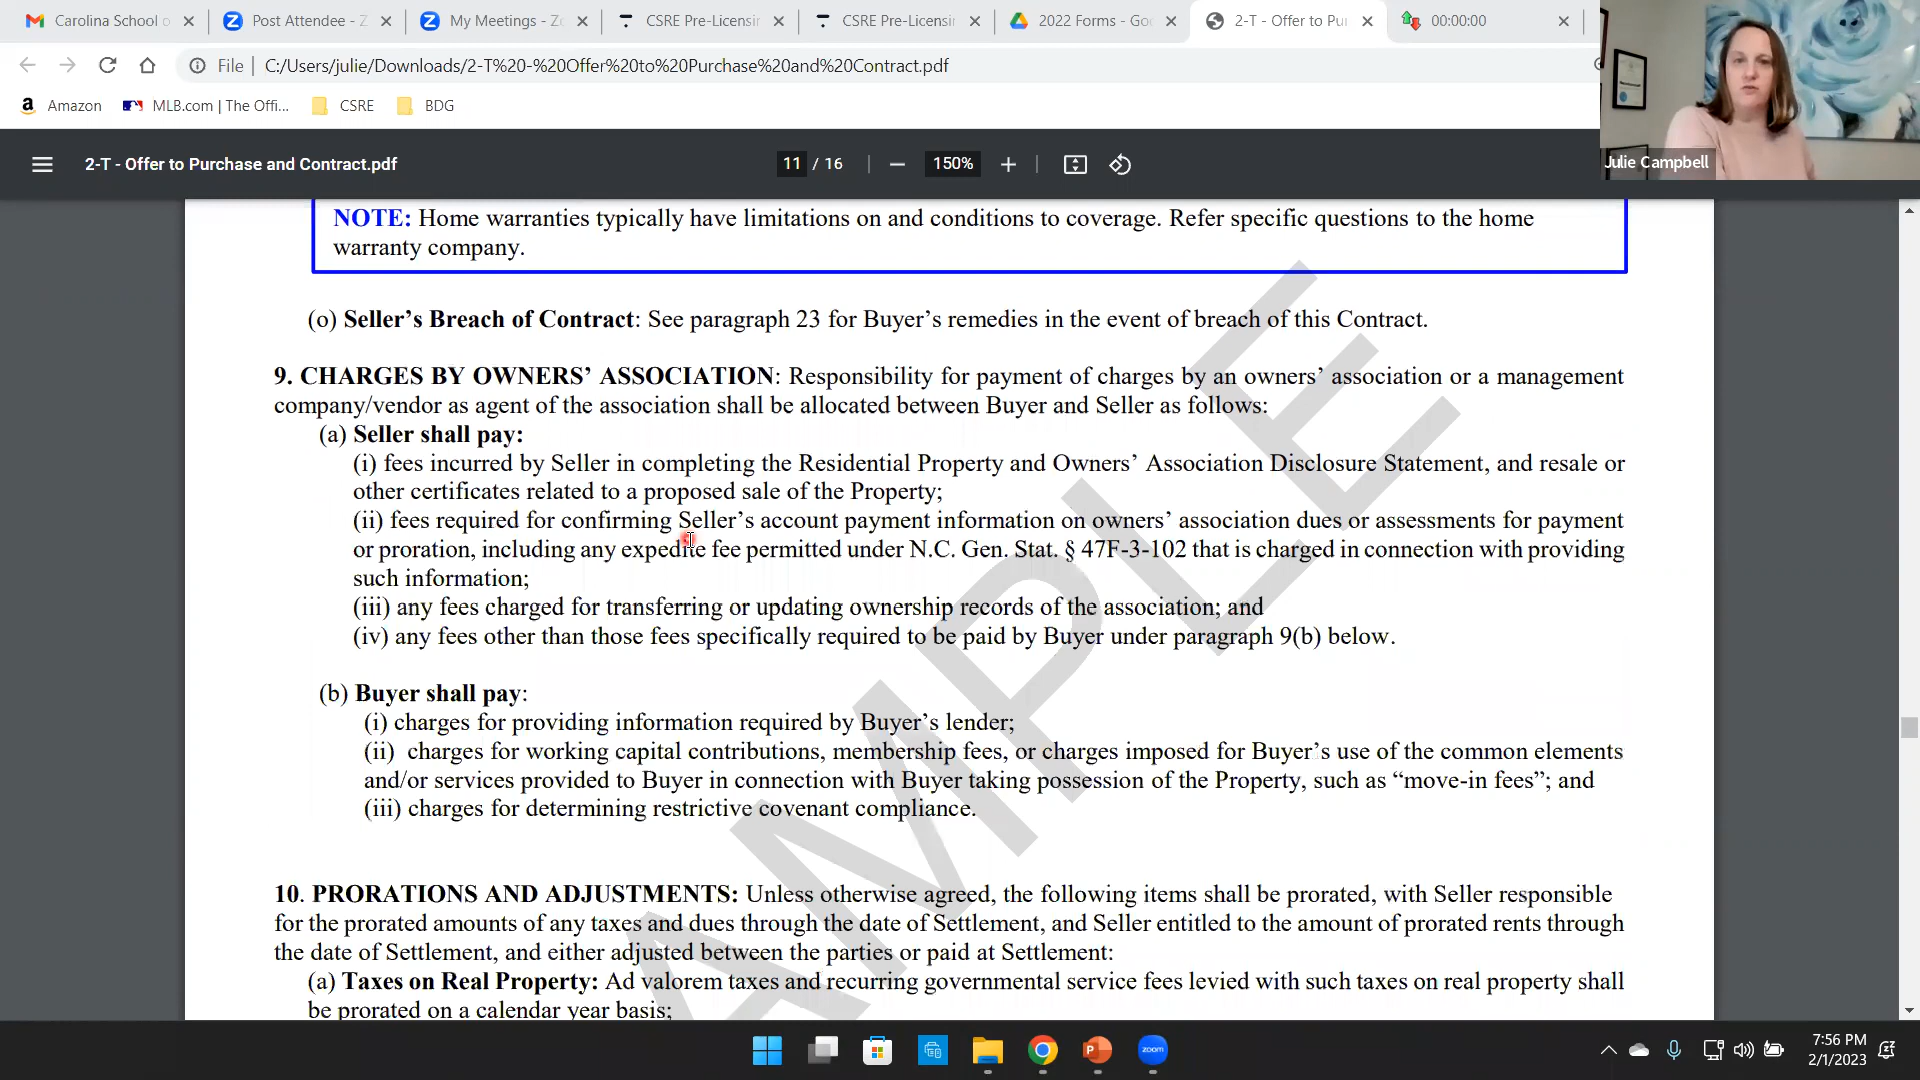 Carolina School o
Post Attendee - Z
My Meetings - Zo
CSRE Pre-Licensin
CSRE Pre-Licensin
2022 Forms - Goo
2-T - Offer to Pur
00:00:00
File | C:/Users/julie/Downloads/2-T%20-%20Offer%20to%20Purchase%20and%20Contract.pdf
Amazon
MLB.com | The Offi...
CSRE
BDG
Julie Campbell
2-T - Offer to Purchase and Contract.pdf
11 / 16
150%
NOTE: Home warranties typically have limitations on and conditions to coverage. Refer specific questions to the home
warranty company.
(o) Seller’s Breach of Contract: See paragraph 23 for Buyer’s remedies in the event of breach of this Contract.
9. CHARGES BY OWNERS’ ASSOCIATION: Responsibility for payment of charges by an owners’ association or a management
company/vendor as agent of the association shall be allocated between Buyer and Seller as follows:
(a) Seller shall pay:
(i) fees incurred by Seller in completing the Residential Property and Owners’ Association Disclosure Statement, and resale or
other certificates related to a proposed sale of the Property;
(ii) fees required for confirming Seller’s account payment information on owners’ association dues or assessments for payment
or proration, including any expedite fee permitted under N.C. Gen. Stat. § 47F-3-102 that is charged in connection with providing
such information;
(iii) any fees charged for transferring or updating ownership records of the association; and
(iv) any fees other than those fees specifically required to be paid by Buyer under paragraph 9(b) below.
(b) Buyer shall pay:
(i) charges for providing information required by Buyer’s lender;
(ii) charges for working capital contributions, membership fees, or charges imposed for Buyer’s use of the common elements
and/or services provided to Buyer in connection with Buyer taking possession of the Property, such as “move-in fees”; and
(iii) charges for determining restrictive covenant compliance.
10. PRORATIONS AND ADJUSTMENTS: Unless otherwise agreed, the following items shall be prorated, with Seller responsible
for the prorated amounts of any taxes and dues through the date of Settlement, and Seller entitled to the amount of prorated rents through
the date of Settlement, and either adjusted between the parties or paid at Settlement:
(a) Taxes on Real Property: Ad valorem taxes and recurring governmental service fees levied with such taxes on real property shall
be prorated on a calendar year basis;
AMPLE
zoom
7:56 PM
2/1/2023